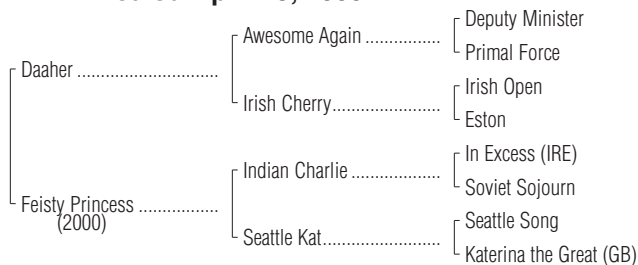 Deputy Minister
Awesome Again ..................
Primal Force
Daaher .................................
Irish Open
Irish Cherry.........................
Eston
In Excess (IRE)
Indian Charlie .....................
Soviet Sojourn
Feisty Princess ...................
(2000)
Seattle Song
Seattle Kat...........................
Katerina the Great (GB)